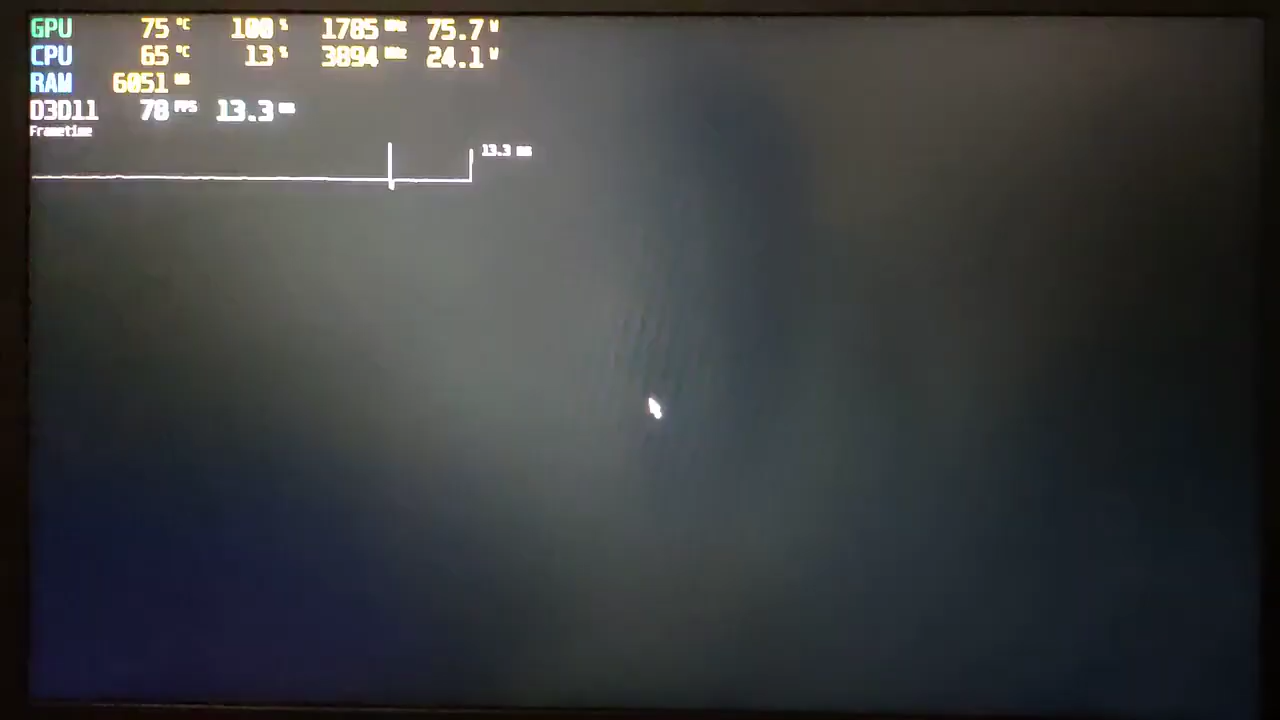 GPU 75 °C 100 % 1785 MHz 75.7 W
CPU 65 °C 13 % 3894 MHz 24.1 W
RAM 6051 MB
D3D11 78 FPS 13.3 ms
Frametime
13.3 ms